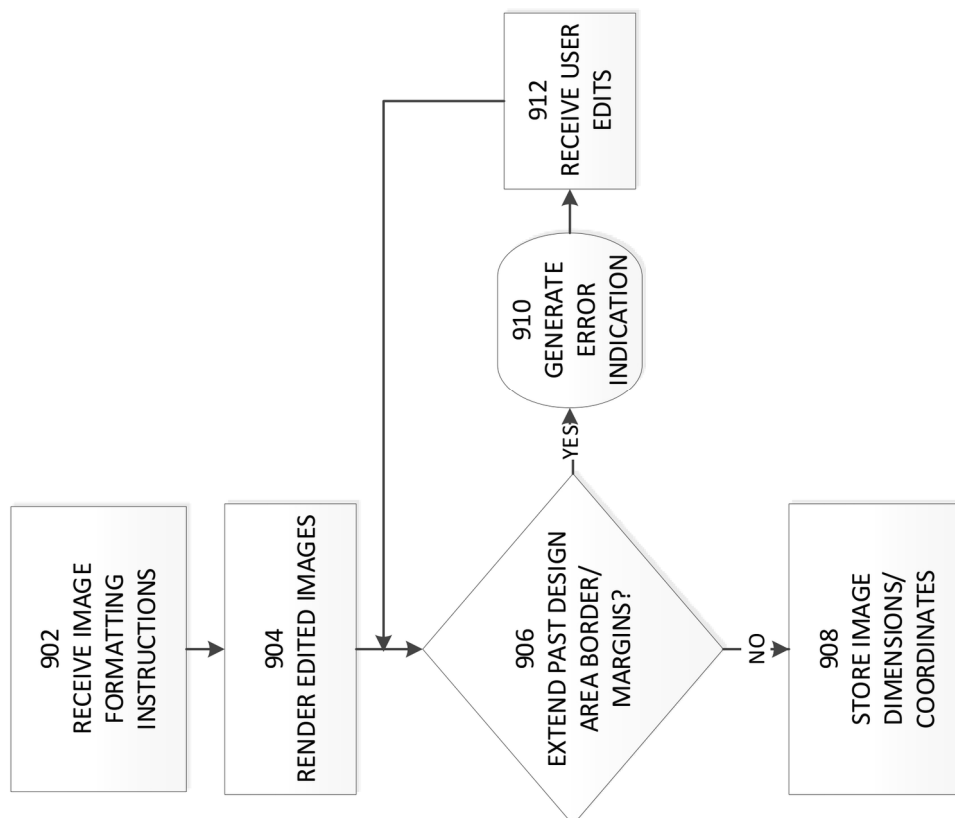 902
RECEIVE IMAGE
FORMATTING
INSTRUCTIONS
904
RENDER EDITED IMAGES
906
EXTEND PAST DESIGN
AREA BORDER/
MARGINS?
YES
910
GENERATE
ERROR
INDICATION
912
RECEIVE USER
EDITS
NO
908
STORE IMAGE
DIMENSIONS/
COORDINATES